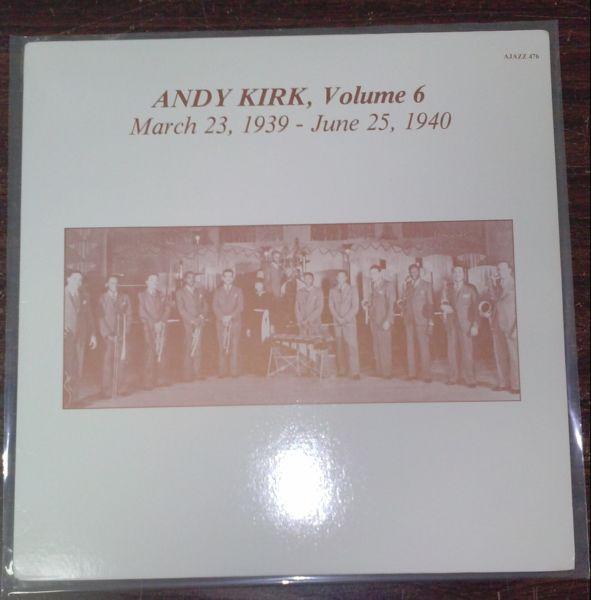 AJAZZ 476
ANDY KIRK, Volume 6
March 23, 1939 - June 25, 1940